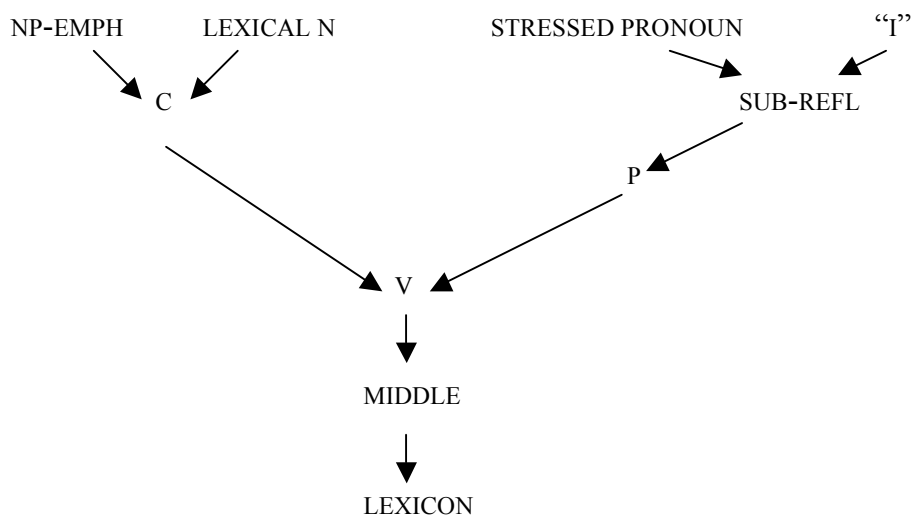 NP-EMPH LEXICAL N STRESSED PRONOUN “I”
C SUB-REFL
P
V
MIDDLE
LEXICON